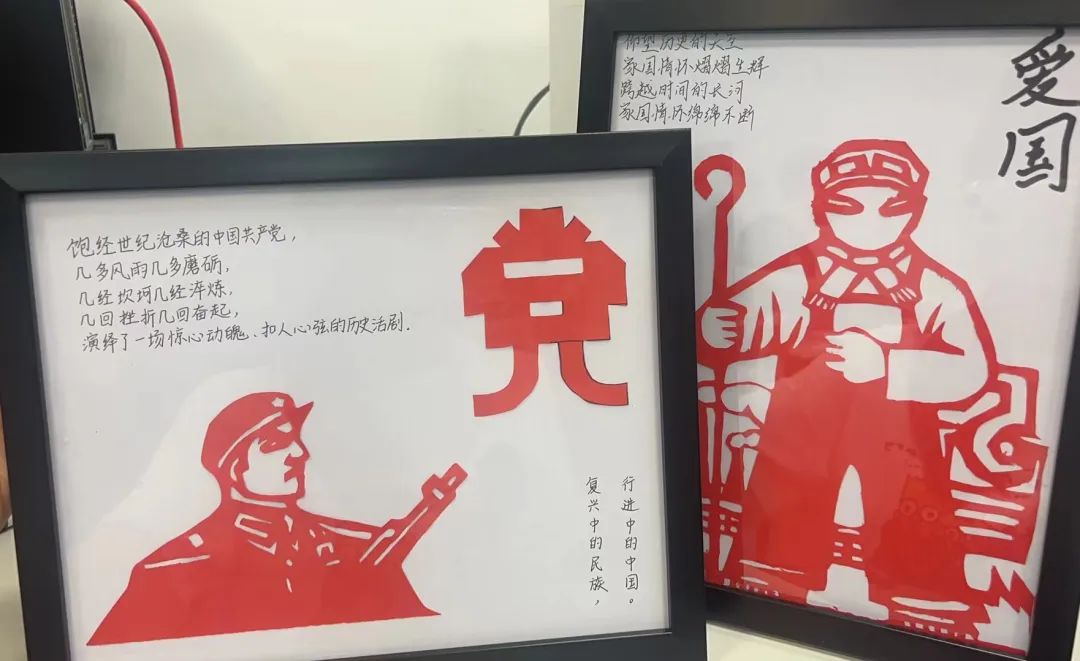 饱经世纪沧桑的中国共产党，
几多风雨几多磨砺，
几经坎坷几经淬炼，
几回挫折几回奋起，
演绎了一场惊心动魄、扣人心弦的历史活剧.
党
行进中的中国。
复兴中的民族，
仰望历史的天空
家国情怀熠熠生辉
跨越时间的长河
家国情怀绵绵不断
爱国